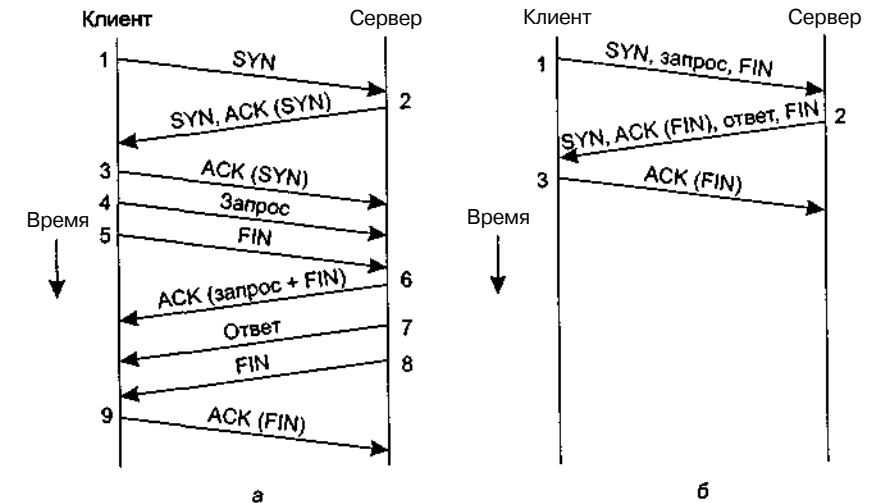 Клиент
Сервер
1
SYN
SYN, ACK (SYN)
2
3
ACK (SYN)
4
Запрос
Время
5
FIN
ACK (запрос + FIN)
6
Ответ
7
FIN
8
9
ACK (FIN)
а
Клиент
Сервер
1
SYN, запрос, FIN
SYN, ACK (FIN), ответ, FIN
2
3
ACK (FIN)
Время
б